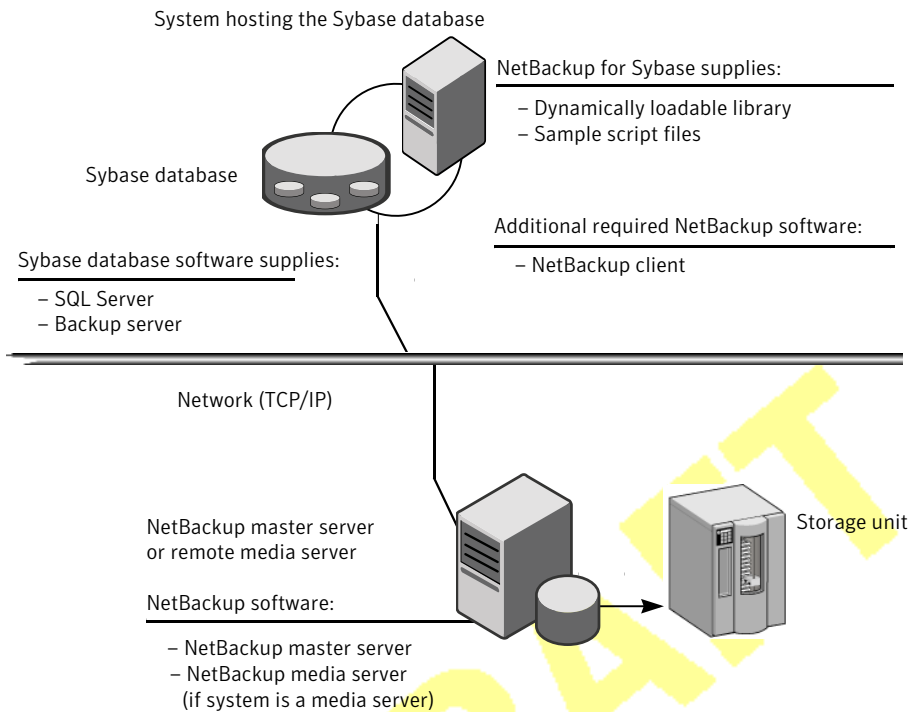 System hosting the Sybase database
NetBackup for Sybase supplies:
– Dynamically loadable library
– Sample script files
Sybase database
Additional required NetBackup software:
– NetBackup client
Sybase database software supplies:
– SQL Server
– Backup server
Network (TCP/IP)
NetBackup master server
or remote media server
Storage unit
NetBackup software:
– NetBackup master server
– NetBackup media server
(if system is a media server)